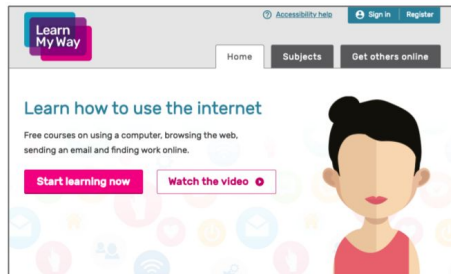 Learn
My Way
Accessibility help
Sign in
Register
Home
Subjects
Get others online
Learn how to use the internet
Free courses on using a computer, browsing the web,
sending an email and finding work online.
Start learning now
Watch the video